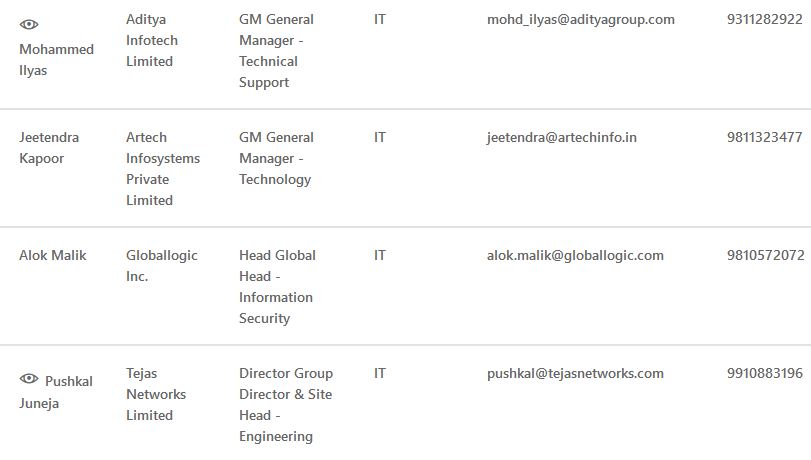 Mohammed Ilyas
Aditya Infotech Limited
GM General Manager - Technical Support
IT
mohd_ilyas@adityagroup.com
9311282922
Jeetendra Kapoor
Artech Infosystems Private Limited
GM General Manager - Technology
IT
jeetendra@artechinfo.in
9811323477
Alok Malik
Globallogic Inc.
Head Global Head - Information Security
IT
alok.malik@globallogic.com
9810572072
Pushkal Juneja
Tejas Networks Limited
Director Group Director & Site Head - Engineering
IT
pushkal@tejasnetworks.com
9910883196